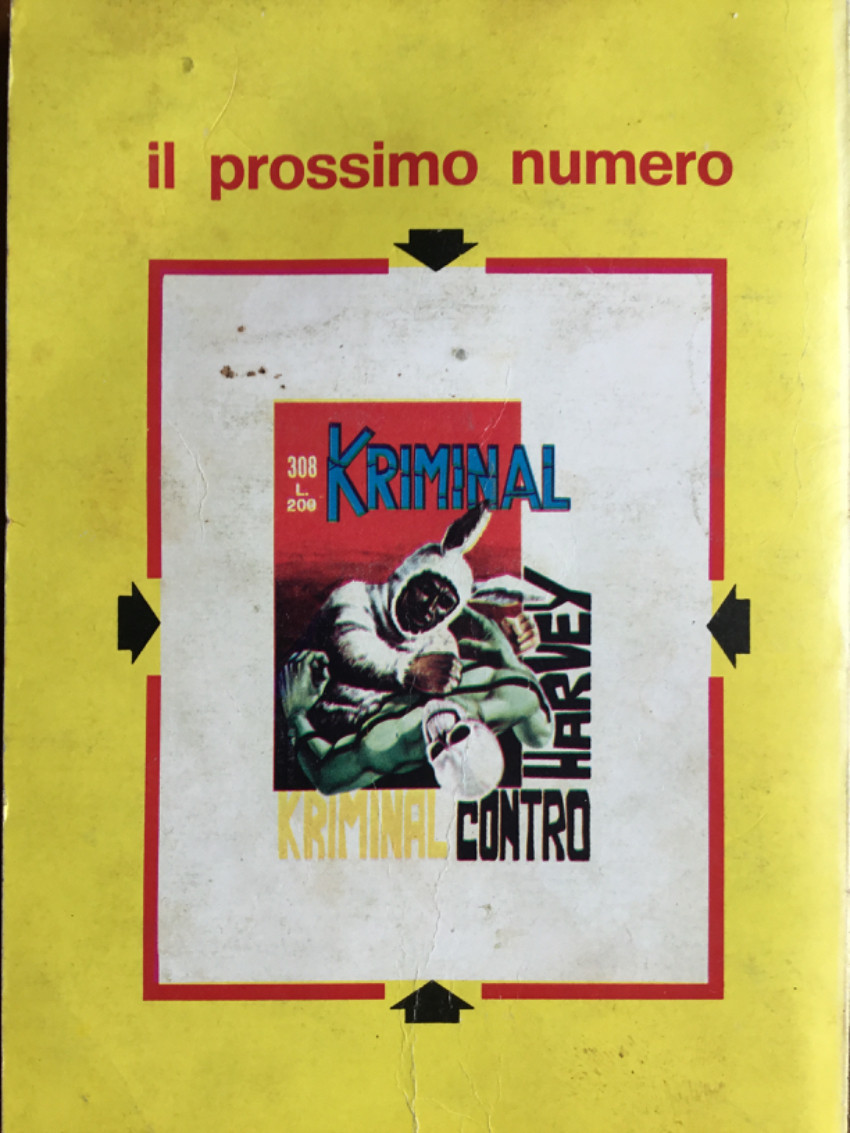 il prossimo numero
308
L.
200
KRIMINAL
HARVEY
KRIMINAL CONTRO